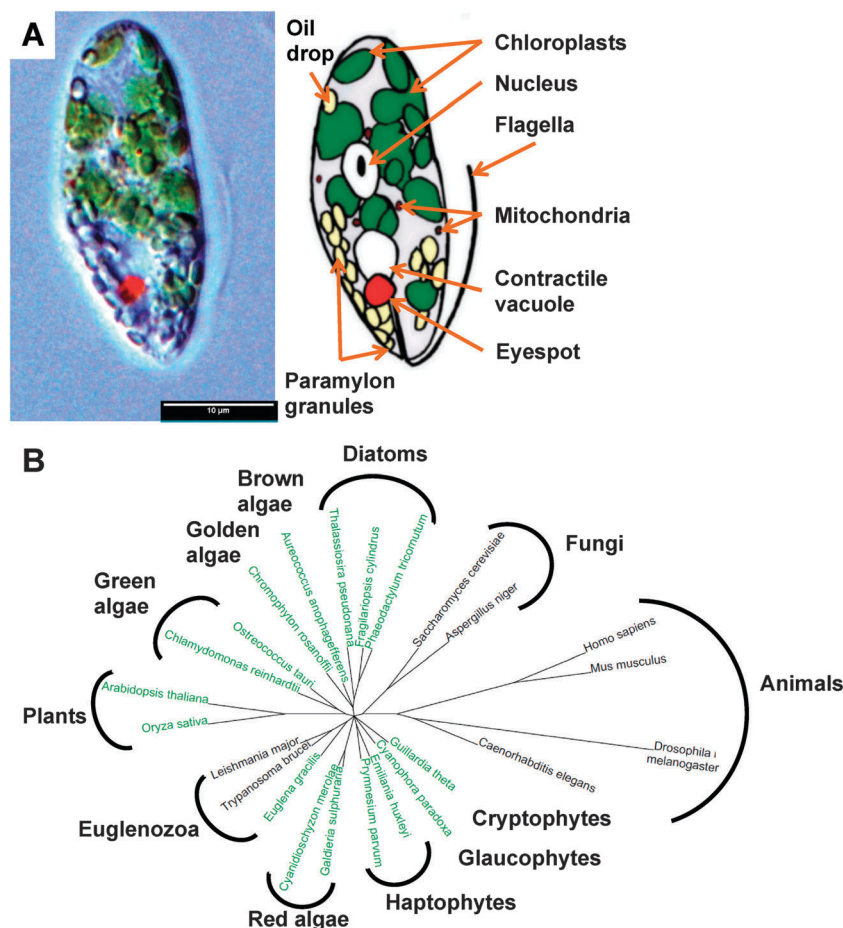 A
Oil
drop
Chloroplasts
Nucleus
Flagella
Mitochondria
Contractile
vacuole
Eyespot
Paramylon
granules
10 µm
B
Diatoms
Brown
algae
Golden
algae
Green
algae
Plants
Euglenozoa
Red algae
Haptophytes
Glaucophytes
Cryptophytes
Animals
Fungi
Arabidopsis thaliana
Oryza sativa
Chlamydomonas reinhardtii
Ostreococcus tauri
Chromophyton rosanoffii
Aureococcus anophagefferens
Thalassiosira pseudonana
Fragilariopsis cylindrus
Phaeodactylum tricornutum
Saccharomyces cerevisiae
Aspergillus niger
Homo sapiens
Mus musculus
Drosophila i
melanogaster
Caenorhabditis elegans
Guillardia theta
Cyanophora paradoxa
Emiliania huxleyi
Prymnesium parvum
Galdieria sulphuraria
Cyanidioschyzon merolae
Euglena gracilis
Trypanosoma brucei
Leishmania major